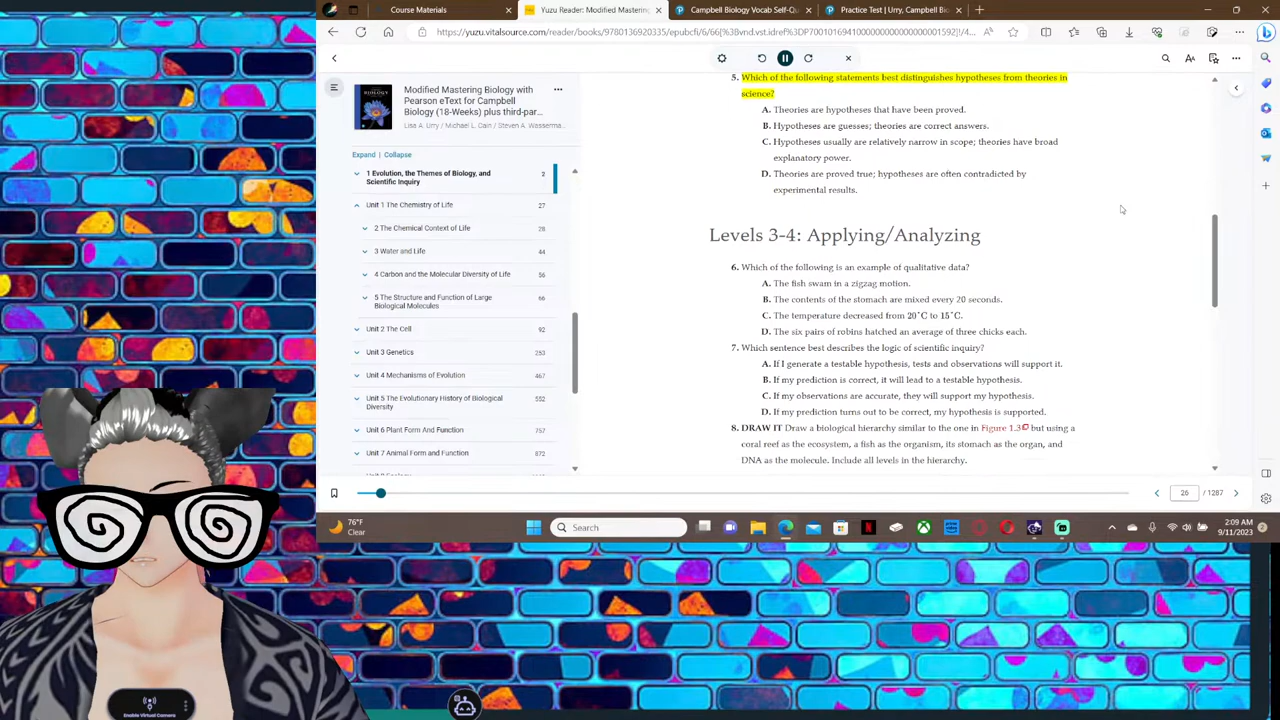 Course Materials
Yuzu Reader: Modified Mastering
Campbell Biology Vocab Self-Qu
Practice Test | Ury, Campbell Bio
https://yuzu.vitalsource.com/reader/books/9780136920335/epubcfi/6/66[%3Bvnd.vst.idref%3DP7001016941000000000000000001592]!/4...
Modified Mastering Biology with
Pearson eText for Campbell
Biology (18-Weeks) plus third-par...
Lisa A. Urry / Michael L. Cain / Steven A. Wasserma...
Expand | Collapse
1 Evolution, the Themes of Biology, and
Scientific Inquiry
2
Unit 1 The Chemistry of Life
27
2 The Chemical Context of Life
28
3 Water and Life
44
4 Carbon and the Molecular Diversity of Life
56
5 The Structure and Function of Large
Biological Molecules
66
Unit 2 The Cell
92
Unit 3 Genetics
253
Unit 4 Mechanisms of Evolution
467
Unit 5 The Evolutionary History of Biological
Diversity
552
Unit 6 Plant Form And Function
757
Unit 7 Animal Form and Function
872
5. Which of the following statements best distinguishes hypotheses from theories in
science?
A. Theories are hypotheses that have been proved.
B. Hypotheses are guesses; theories are correct answers.
C. Hypotheses usually are relatively narrow in scope; theories have broad
explanatory power.
D. Theories are proved true; hypotheses are often contradicted by
experimental results.
Levels 3-4: Applying/Analyzing
6. Which of the following is an example of qualitative data?
A. The fish swam in a zigzag motion.
B. The contents of the stomach are mixed every 20 seconds.
C. The temperature decreased from 20°C to 15°C.
D. The six pairs of robins hatched an average of three chicks each.
7. Which sentence best describes the logic of scientific inquiry?
A. If I generate a testable hypothesis, tests and observations will support it.
B. If my prediction is correct, it will lead to a testable hypothesis.
C. If my observations are accurate, they will support my hypothesis.
D. If my prediction turns out to be correct, my hypothesis is supported.
8. DRAW IT Draw a biological hierarchy similar to the one in Figure 1.3 but using a
coral reef as the ecosystem, a fish as the organism, its stomach as the organ, and
DNA as the molecule. Include all levels in the hierarchy.
26 / 1287
76°F
Clear
Search
2:09 AM
9/11/2023
Enable Virtual Camera